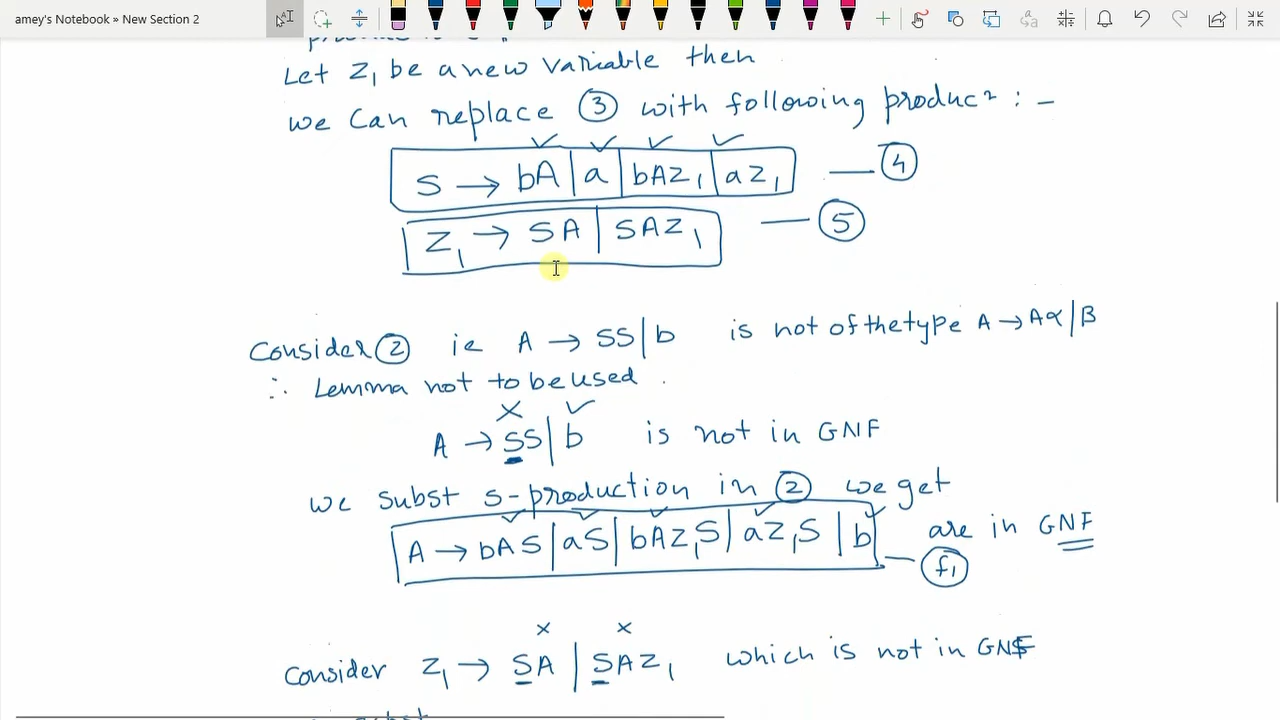 amey's Notebook » New Section 2
Let Z₁ be a new variable then
we can replace ③ with following produc² : -
S → bA | a | bAZ₁ | aZ₁ — ④
Z₁ → SA | SAZ₁ — ⑤
Consider ② ie A → SS | b is not of the type A → Aα | β
∴ Lemma not to be used .
A → SS | b is not in GNF
we subst S-production in ② we get
A → bAS | aS | bAZ₁S | aZ₁S | b are in GNF
— f₁
Consider Z₁ → SA | SAZ₁ which is not in GNF
subst